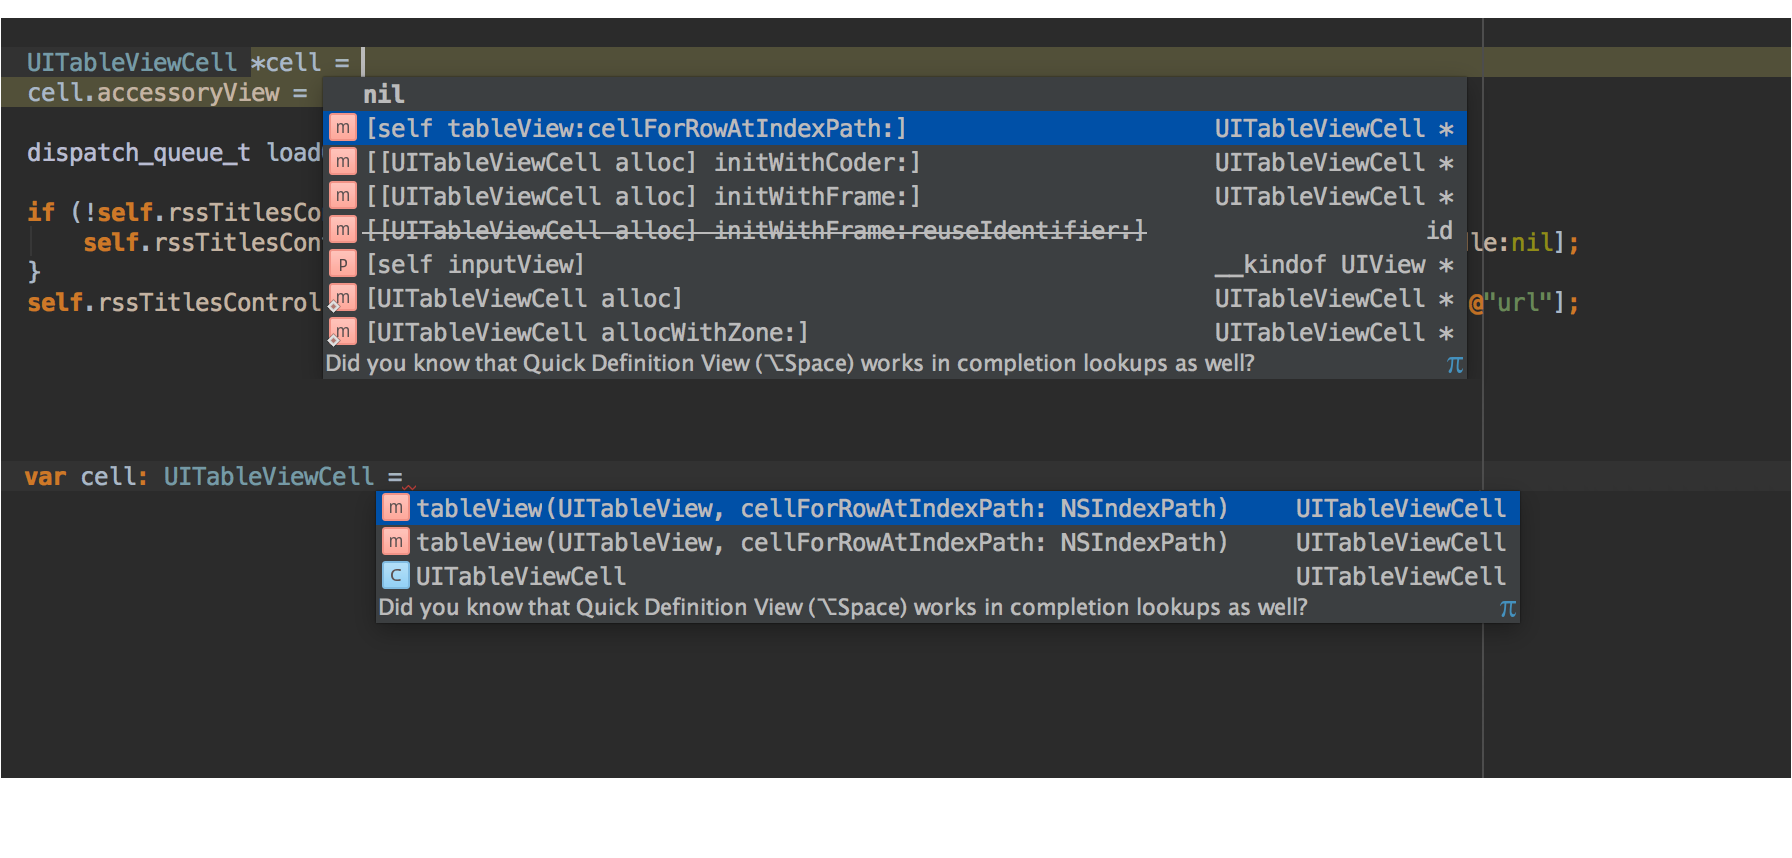 UITableViewCell *cell =
cell.accessoryView =
nil
m [self tableView:cellForRowAtIndexPath:] UITableViewCell *
dispatch_queue_t load
m [[UITableViewCell alloc] initWithCoder:] UITableViewCell *
m [[UITableViewCell alloc] initWithFrame:] UITableViewCell *
if (!self.rssTitlesCo
m [[UITableViewCell alloc] initWithFrame:reuseIdentifier:] id
self.rssTitlesCon le:nil];
p [self inputView] __kindof UIView *
}
m [UITableViewCell alloc] UITableViewCell *
self.rssTitlesControl @"url"];
m [UITableViewCell allocWithZone:] UITableViewCell *
Did you know that Quick Definition View (⌥Space) works in completion lookups as well? π
var cell: UITableViewCell =
m tableView(UITableView, cellForRowAtIndexPath: NSIndexPath) UITableViewCell
m tableView(UITableView, cellForRowAtIndexPath: NSIndexPath) UITableViewCell
C UITableViewCell UITableViewCell
Did you know that Quick Definition View (⌥Space) works in completion lookups as well? π